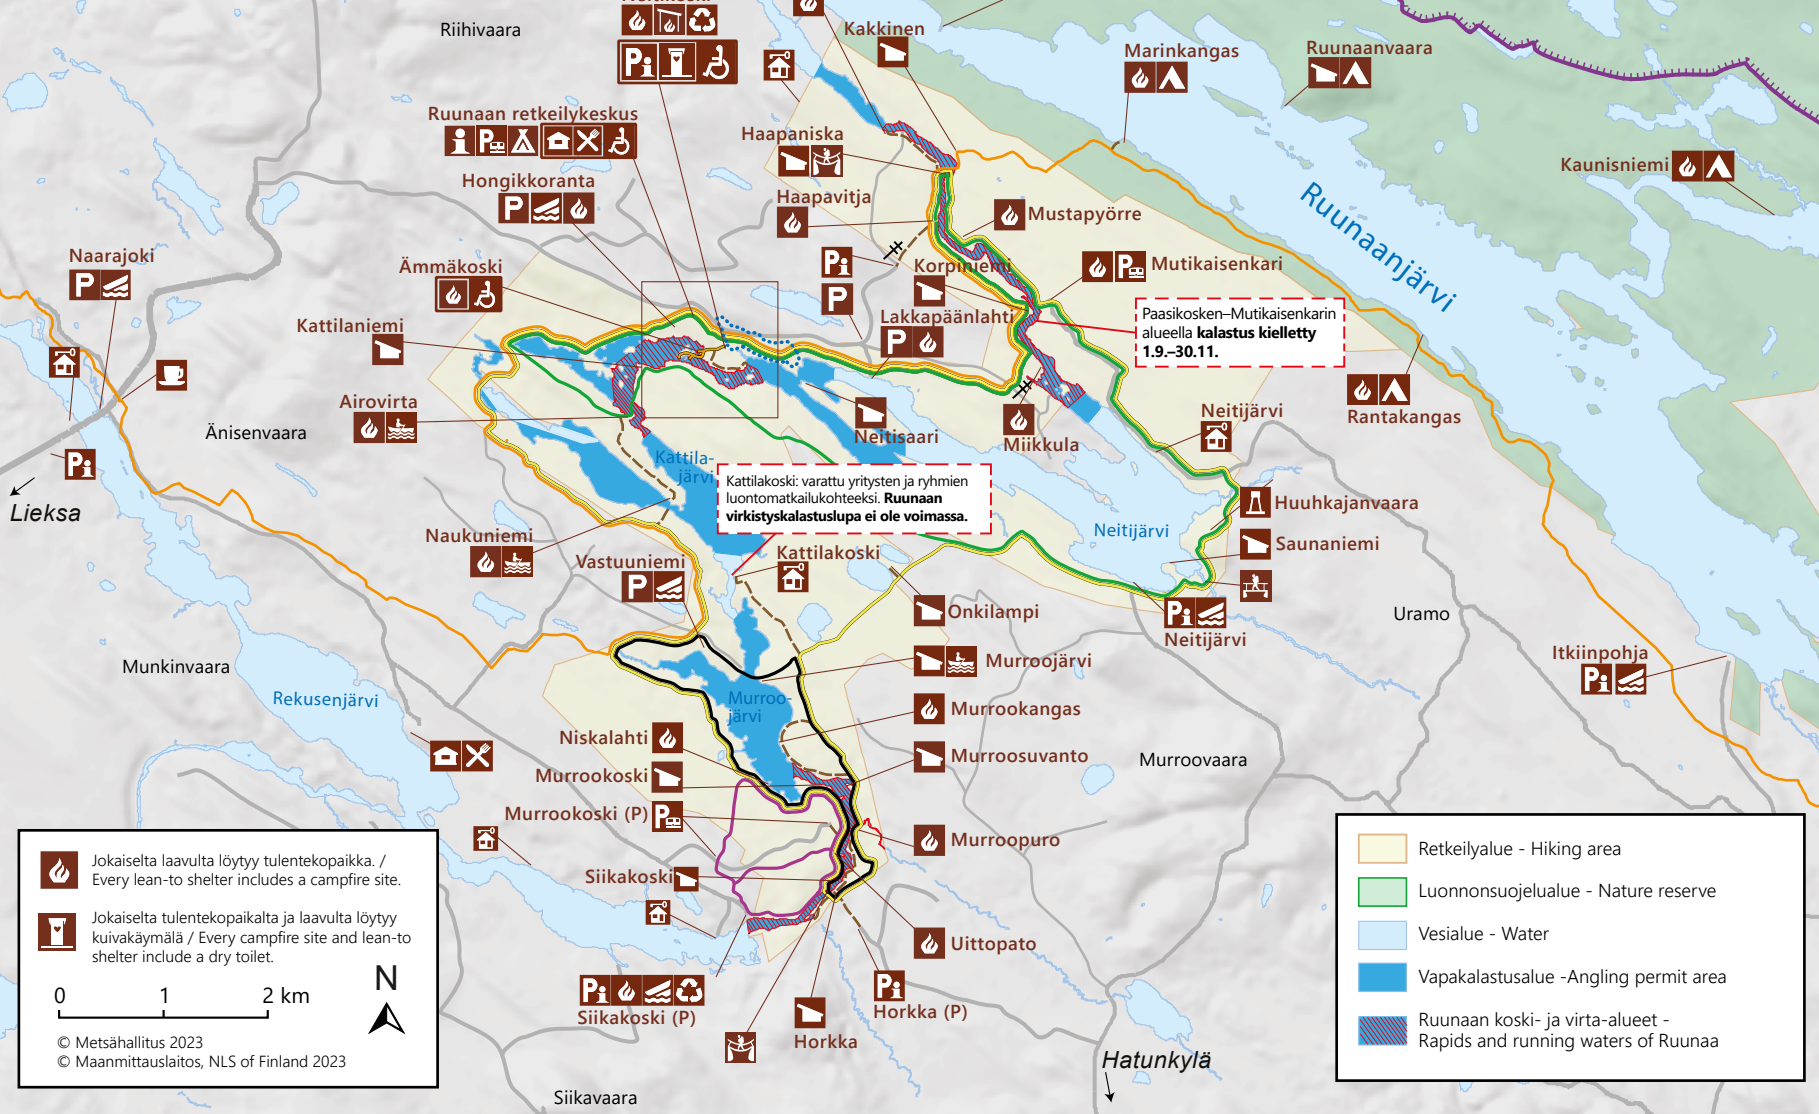 Riihivaara
Kakkinen
Marinkangas
Ruunaanvaara
Ruunaan retkeilykeskus
Haapaniska
Kaunisniemi
Hongikkoranta
Haapavitja
Mustapyörre
Ruunaanjärvi
Naarajoki
Ämmäkoski
Korpiniemi
Mutikaisenkari
Kattilaniemi
Lakkapäänlahti
Paasikosken–Mutikaisenkarin
alueella kalastus kielletty
1.9.–30.11.
Airovirta
Änisenvaara
Neitisaari
Miikkula
Neitijärvi
Rantakangas
Kattila-
järvi
Kattilakoski: varattu yritysten ja ryhmien
luontomatkailukohteeksi. Ruunaan
virkistyskalastuslupa ei ole voimassa.
Lieksa
Huuhkajanvaara
Neitijärvi
Naukuniemi
Saunaniemi
Vastuuniemi
Kattilakoski
Onkilampi
Uramo
Neitijärvi
Munkinvaara
Murroojärvi
Itkiinpohja
Rekusenjärvi
Murroo-
järvi
Murrookangas
Niskalahti
Murroosuvanto
Murroovaara
Murrookoski
Murrookoski (P)
Murroopuro
Siikakoski
Uittopato
Siikakoski (P)
Horkka (P)
Horkka
Hatunkylä
Siikavaara
Jokaiselta laavulta löytyy tulentekopaikka. /
Every lean-to shelter includes a campfire site.
Jokaiselta tulentekopaikalta ja laavulta löytyy
kuivakäymälä / Every campfire site and lean-to
shelter include a dry toilet.
N
0 1 2 km
© Metsähallitus 2023
© Maanmittauslaitos, NLS of Finland 2023
Retkeilyalue - Hiking area
Luonnonsuojelualue - Nature reserve
Vesialue - Water
Vapakalastusalue -Angling permit area
Ruunaan koski- ja virta-alueet -
Rapids and running waters of Ruunaa